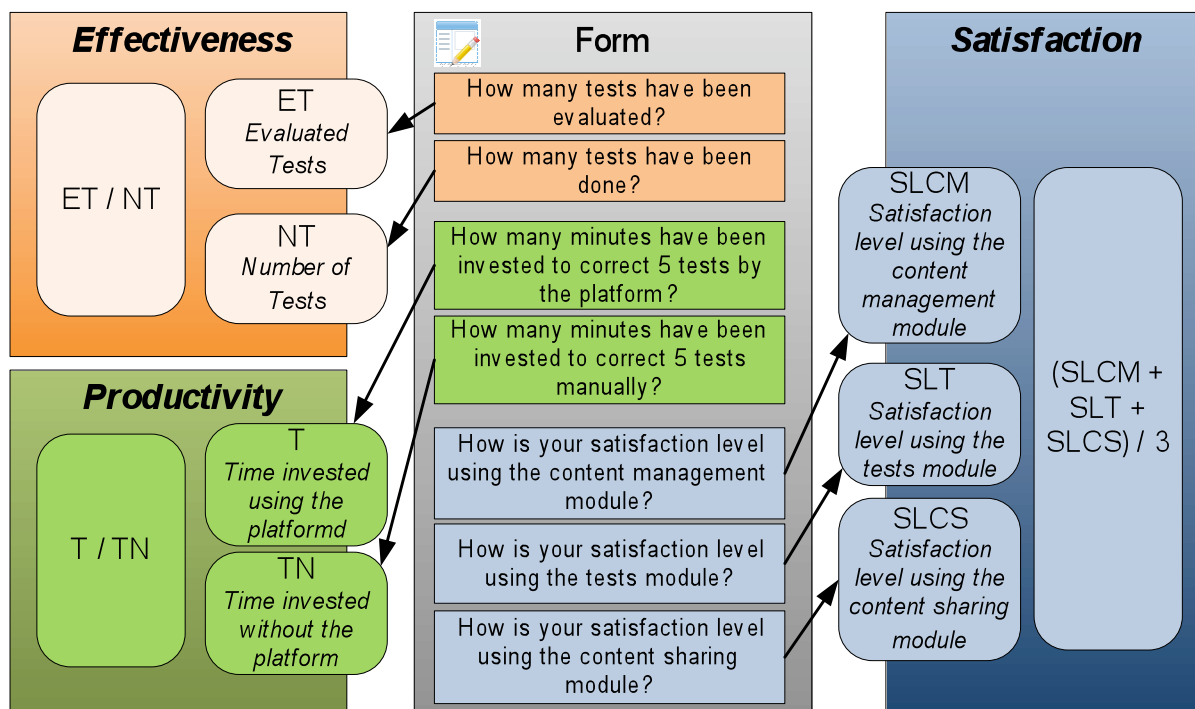 Effectiveness
ET / NT
ET
Evaluated
Tests
NT
Number of
Tests
Productivity
T / TN
T
Time invested
using the
platformd
TN
Time invested
without the
platform
Form
How many tests have been
evaluated?
How many tests have been
done?
How many minutes have been
invested to correct 5 tests by
the platform?
How many minutes have been
invested to correct 5 tests
manually?
How is your satisfaction level
using the content management
module?
How is your satisfaction level
using the tests module?
How is your satisfaction level
using the content sharing
module?
Satisfaction
SLCM
Satisfaction
level using the
content
management
module
SLT
Satisfaction
level using the
tests module
SLCS
Satisfaction
level using the
content sharing
module
(SLCM +
SLT +
SLCS) / 3